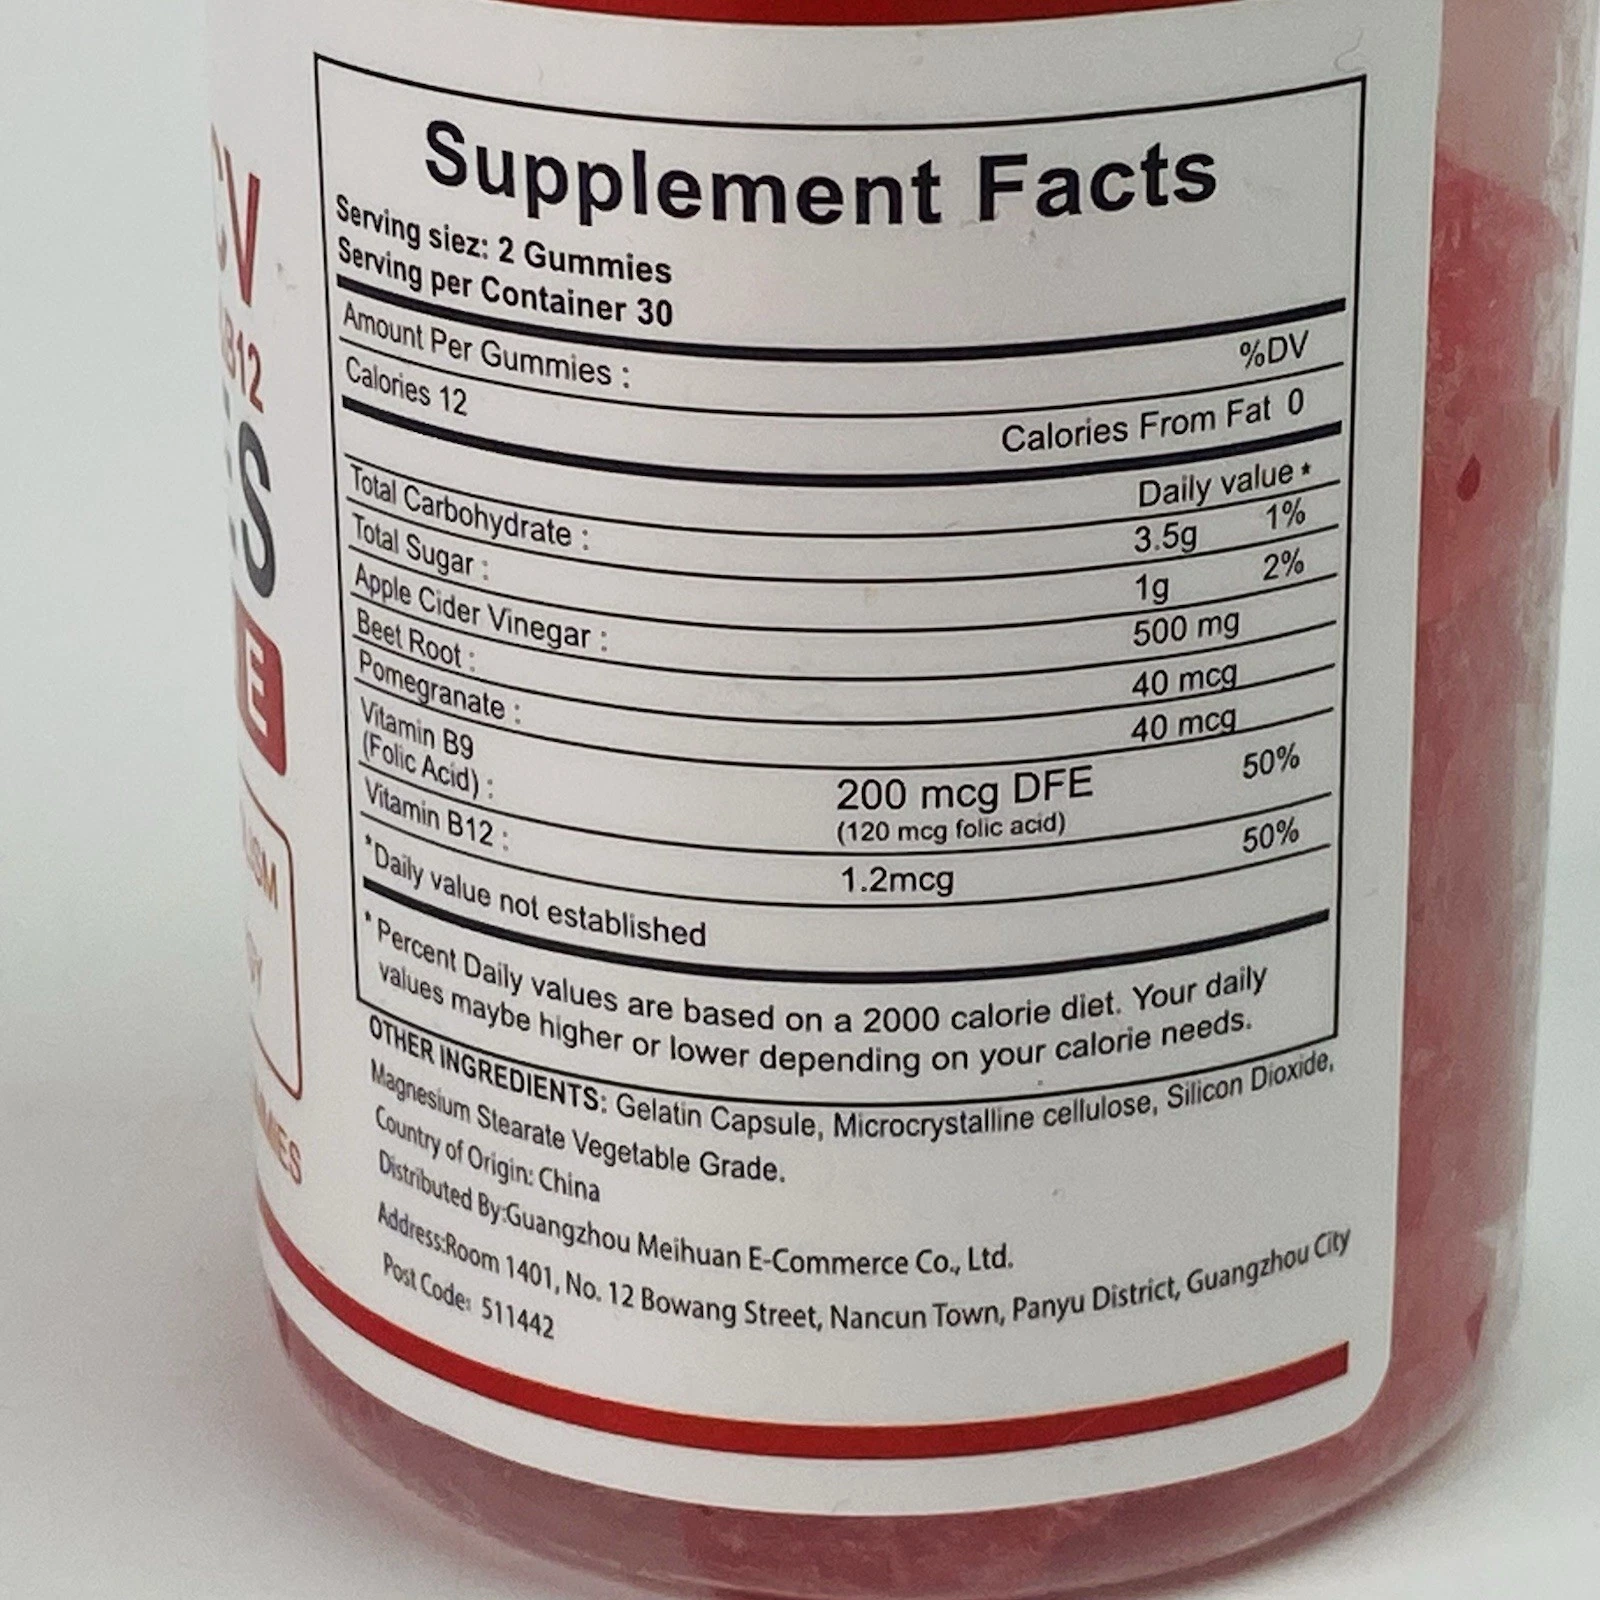 CV
B12
ES
E
Supplement Facts
Serving siez: 2 Gummies
Serving per Container 30
Amount Per Gummies : %DV
Calories 12 Calories From Fat 0
Daily value *
Total Carbohydrate : 3.5g 1%
Total Sugar : 1g 2%
Apple Cider Vinegar : 500 mg
Beet Root : 40 mcg
Pomegranate : 40 mcg
Vitamin B9
(Folic Acid) : 200 mcg DFE 50%
(120 mcg folic acid)
Vitamin B12 : 1.2mcg 50%
*Daily value not established
* Percent Daily values are based on a 2000 calorie diet. Your daily
values maybe higher or lower depending on your calorie needs.
OTHER INGREDIENTS: Gelatin Capsule, Microcrystalline cellulose, Silicon Dioxide,
Magnesium Stearate Vegetable Grade.
Country of Origin: China
Distributed By:Guangzhou Meihuan E-Commerce Co., Ltd.
Address:Room 1401, No. 12 Bowang Street, Nancun Town, Panyu District, Guangzhou City
Post Code: 511442